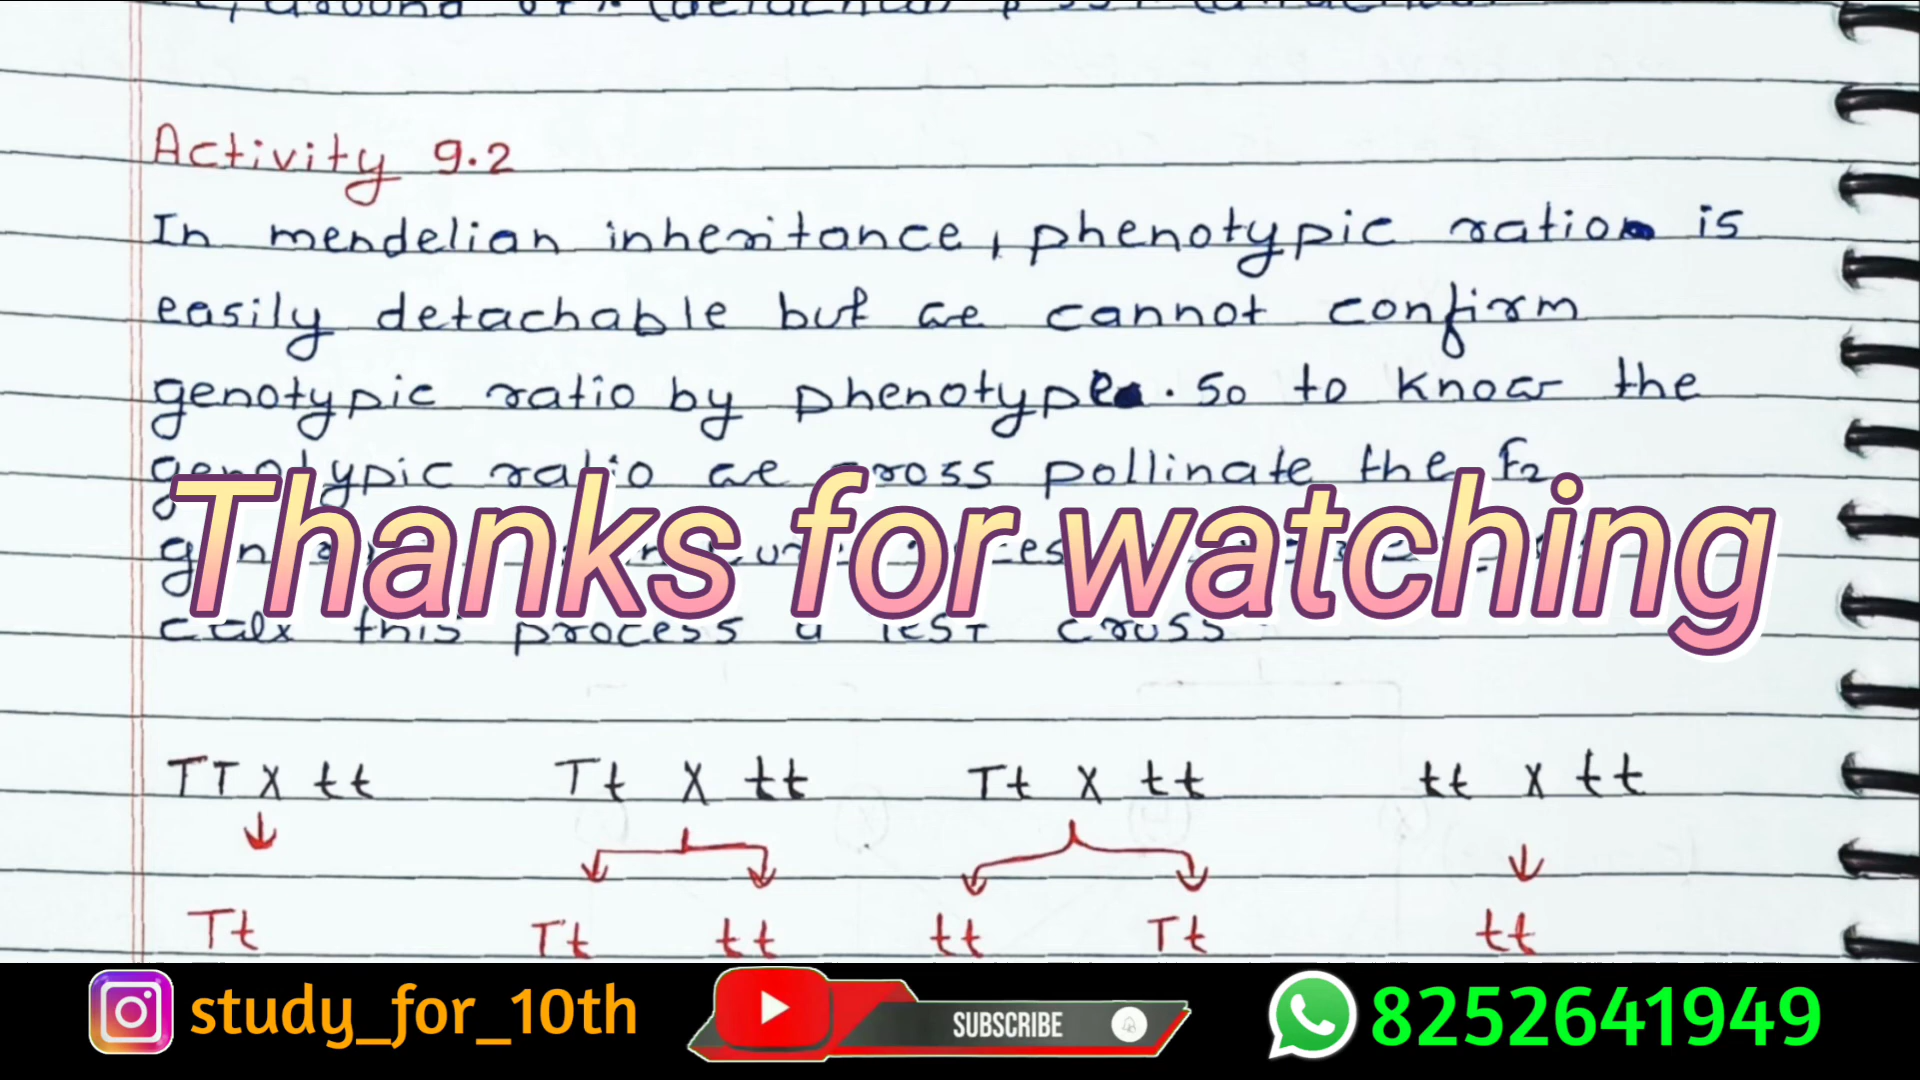 Activity 9.2
In mendelian inheritance, phenotypic ratio is
easily detachable but we cannot confirm
genotypic ratio by phenotype. So to know the
genotypic ratio we cross pollinate the F2
Thanks for watching
this process a test cross
TT X tt Tt X tt Tt X tt tt X tt
Tt Tt tt tt Tt tt
study_for_10th SUBSCRIBE 8252641949